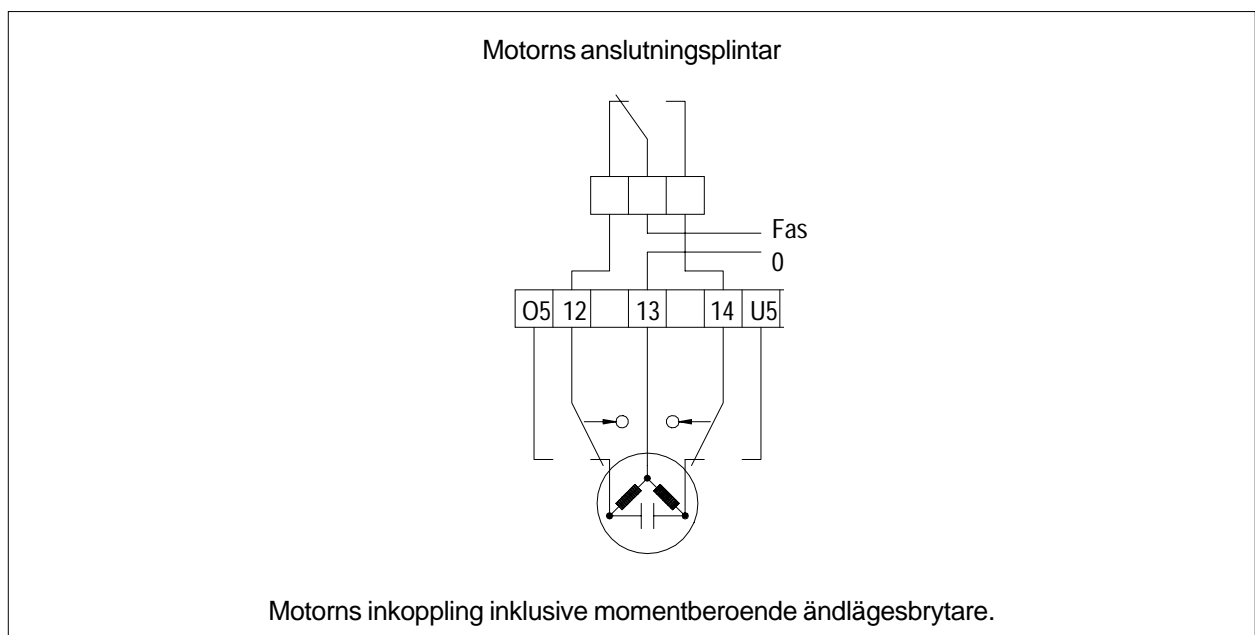 Motorns anslutningsplintar
Fas
0
O5 12 13 14 U5
Motorns inkoppling inklusive momentberoende ändlägesbrytare.